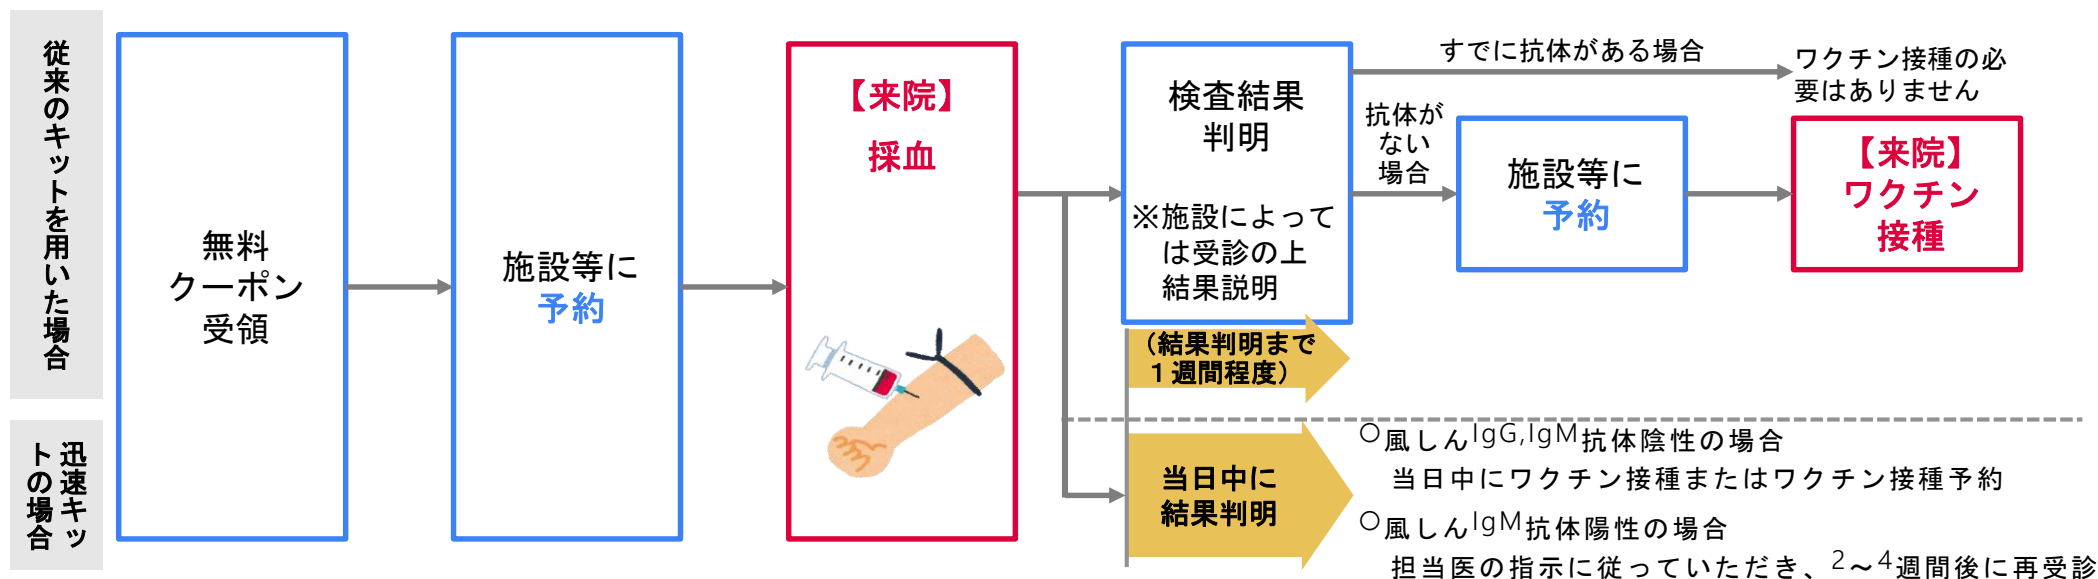 従来のキットを用いた場合
無料
クーポン
受領
施設等に
予約
【来院】
採血
検査結果
判明
※施設によって
は受診の上
結果説明
（結果判明まで
１週間程度）
すでに抗体がある場合
ワクチン接種の必
要はありません
抗体が
ない
場合
施設等に
予約
【来院】
ワクチン
接種
迅速キッ
トの場合
当日中に
結果判明
○風しんIgG,IgM抗体陰性の場合
当日中にワクチン接種またはワクチン接種予約
○風しんIgM抗体陽性の場合
担当医の指示に従っていただき、2～4週間後に再受診